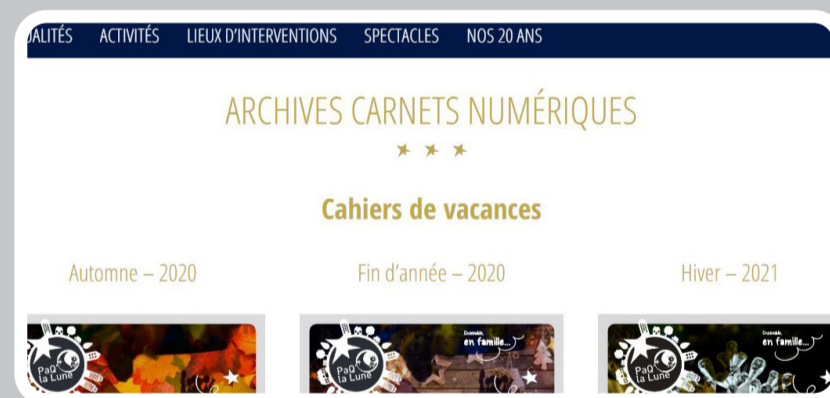 ALITÉS ACTIVITÉS LIEUX D'INTERVENTIONS SPECTACLES NOS 20 ANS
ARCHIVES CARNETS NUMÉRIQUES
Cahiers de vacances
Automne – 2020 Fin d'année – 2020 Hiver – 2021
Ensemble, Ensemble,
en famille... en famille...
PaQ' PaQ' PaQ'
la Lune la Lune la Lune